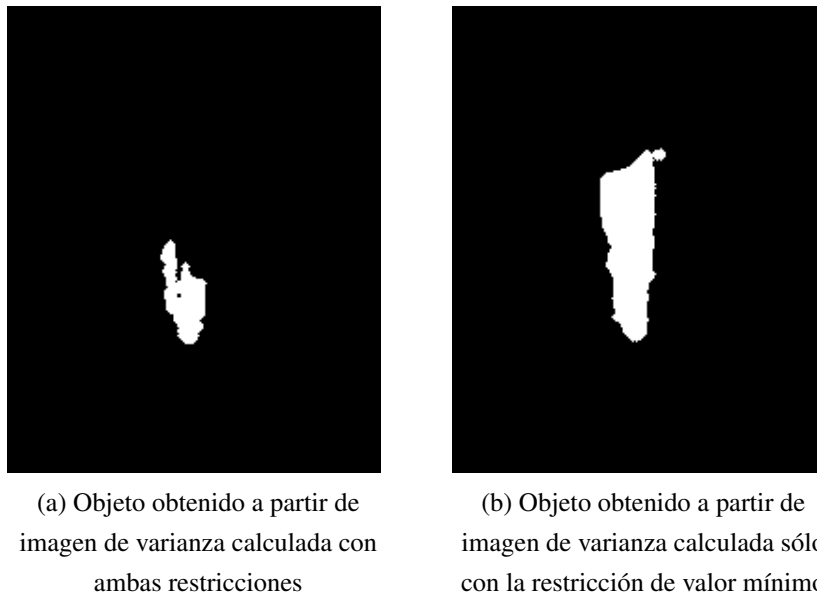 (a) Objeto obtenido a partir de
imagen de varianza calculada con
ambas restricciones
(b) Objeto obtenido a partir de
imagen de varianza calculada sólo
con la restricción de valor mínimo